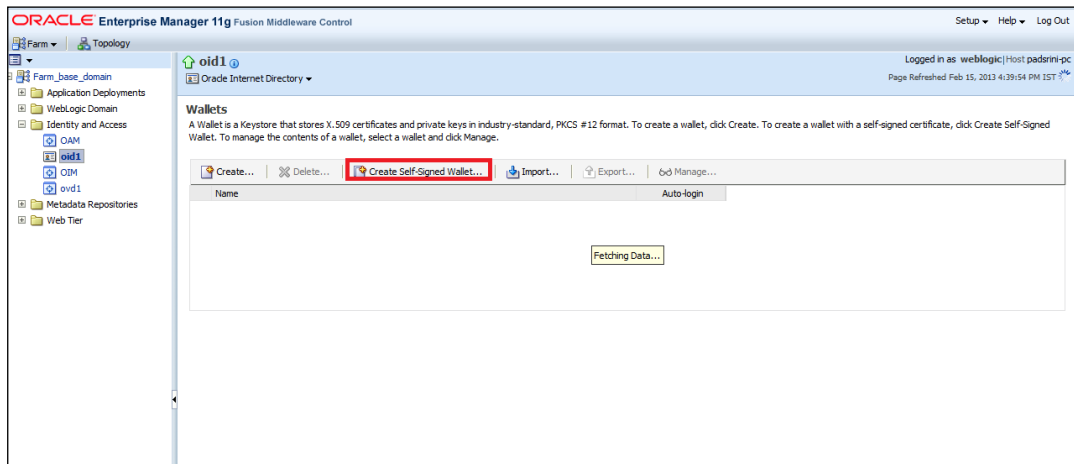 ORACLE Enterprise Manager 11g Fusion Middleware Control
Setup Help Log Out
Farm Topology
Farm_base_domain
Application Deployments
WebLogic Domain
Identity and Access
OAM
oid1
OIM
ovd1
Metadata Repositories
Web Tier
oid1
Oracle Internet Directory
Logged in as weblogic|Host padsrini-pc
Page Refreshed Feb 15, 2013 4:39:54 PM IST
Wallets
A Wallet is a Keystore that stores X.509 certificates and private keys in industry-standard, PKCS #12 format. To create a wallet, click Create. To create a wallet with a self-signed certificate, click Create Self-Signed
Wallet. To manage the contents of a wallet, select a wallet and click Manage.
Create... Delete... Create Self-Signed Wallet... Import... Export... Manage...
Name Auto-login
Fetching Data...